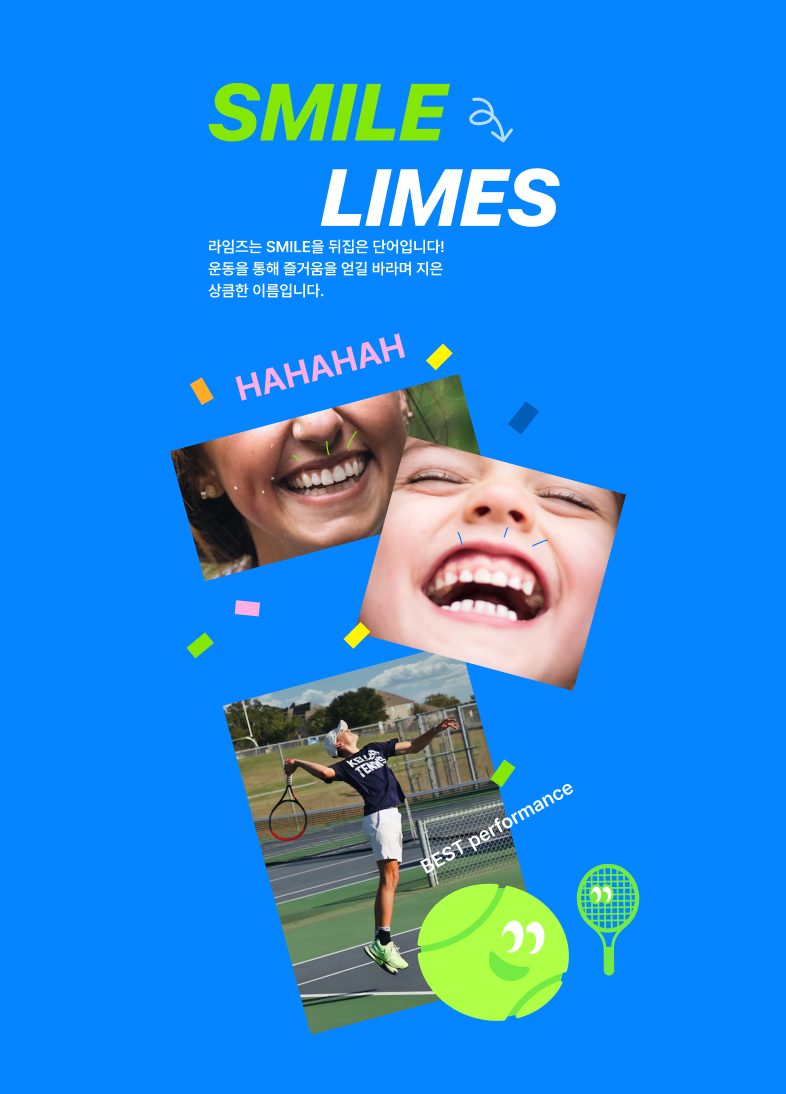 SMILE
LIMES
라임즈는 SMILE을 뒤집은 단어입니다!
운동을 통해 즐거움을 얻길 바라며 지은
상큼한 이름입니다.
HAHAHAH
KELLER
TENNIS
BEST performance